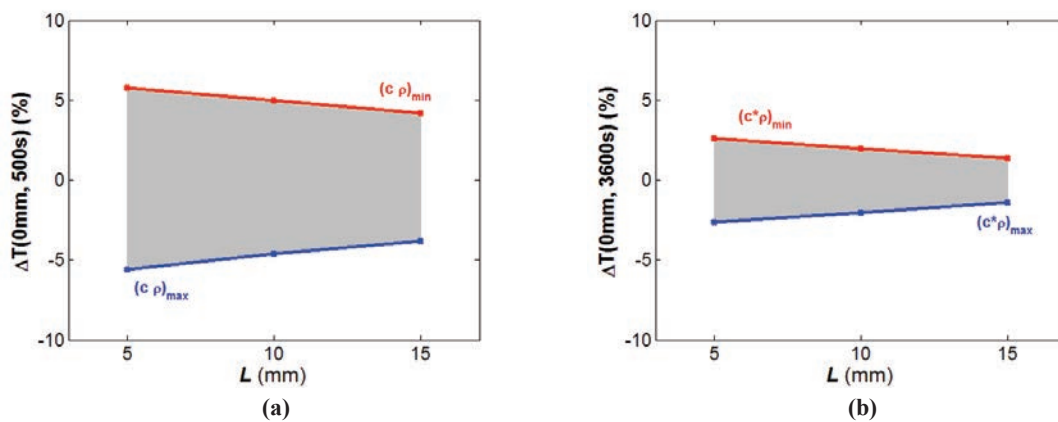 10
5
0
-5
-10
ΔT(0mm, 500s) (%)
(c ρ)min
(c ρ)max
5 10 15
L (mm)
(a)
10
5
0
-5
-10
ΔT(0mm, 3600s) (%)
(c*ρ)min
(c*ρ)max
5 10 15
L (mm)
(b)